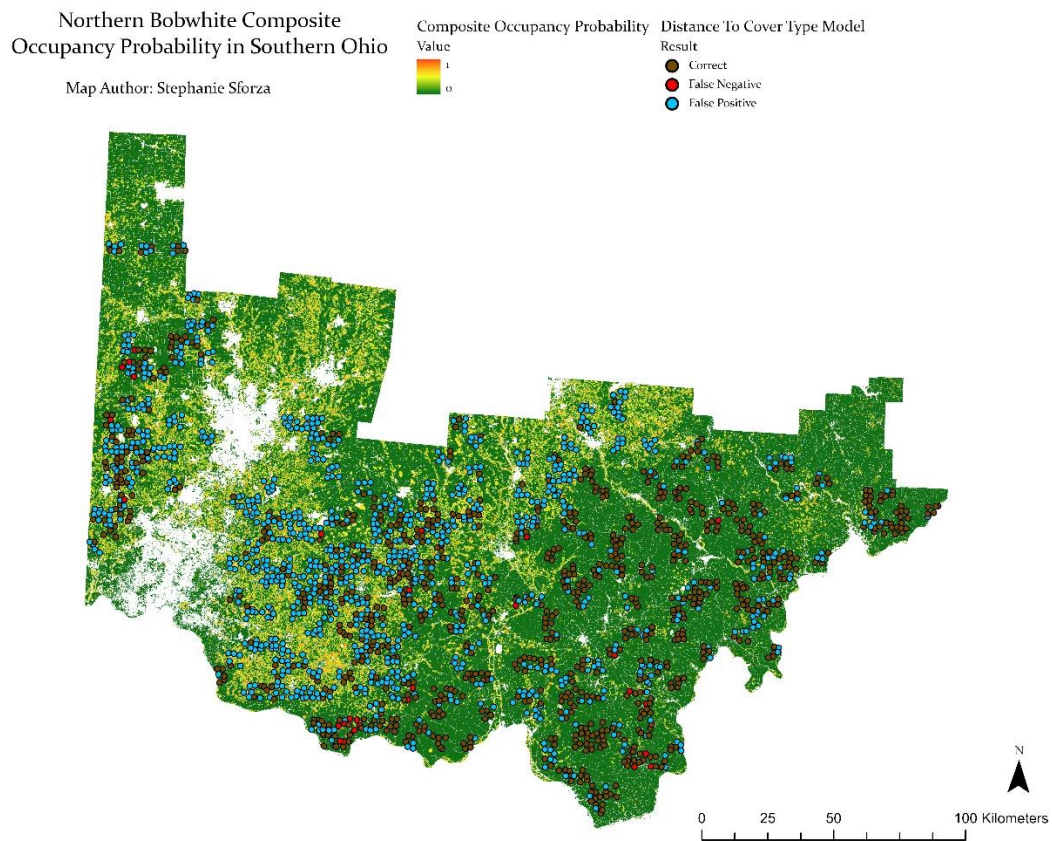 Northern Bobwhite Composite
Occupancy Probability in Southern Ohio
Map Author: Stephanie Sforza
Composite Occupancy Probability
Value
1
0
Distance To Cover Type Model
Result
Correct
False Negative
False Positive
N
0 25 50 100 Kilometers